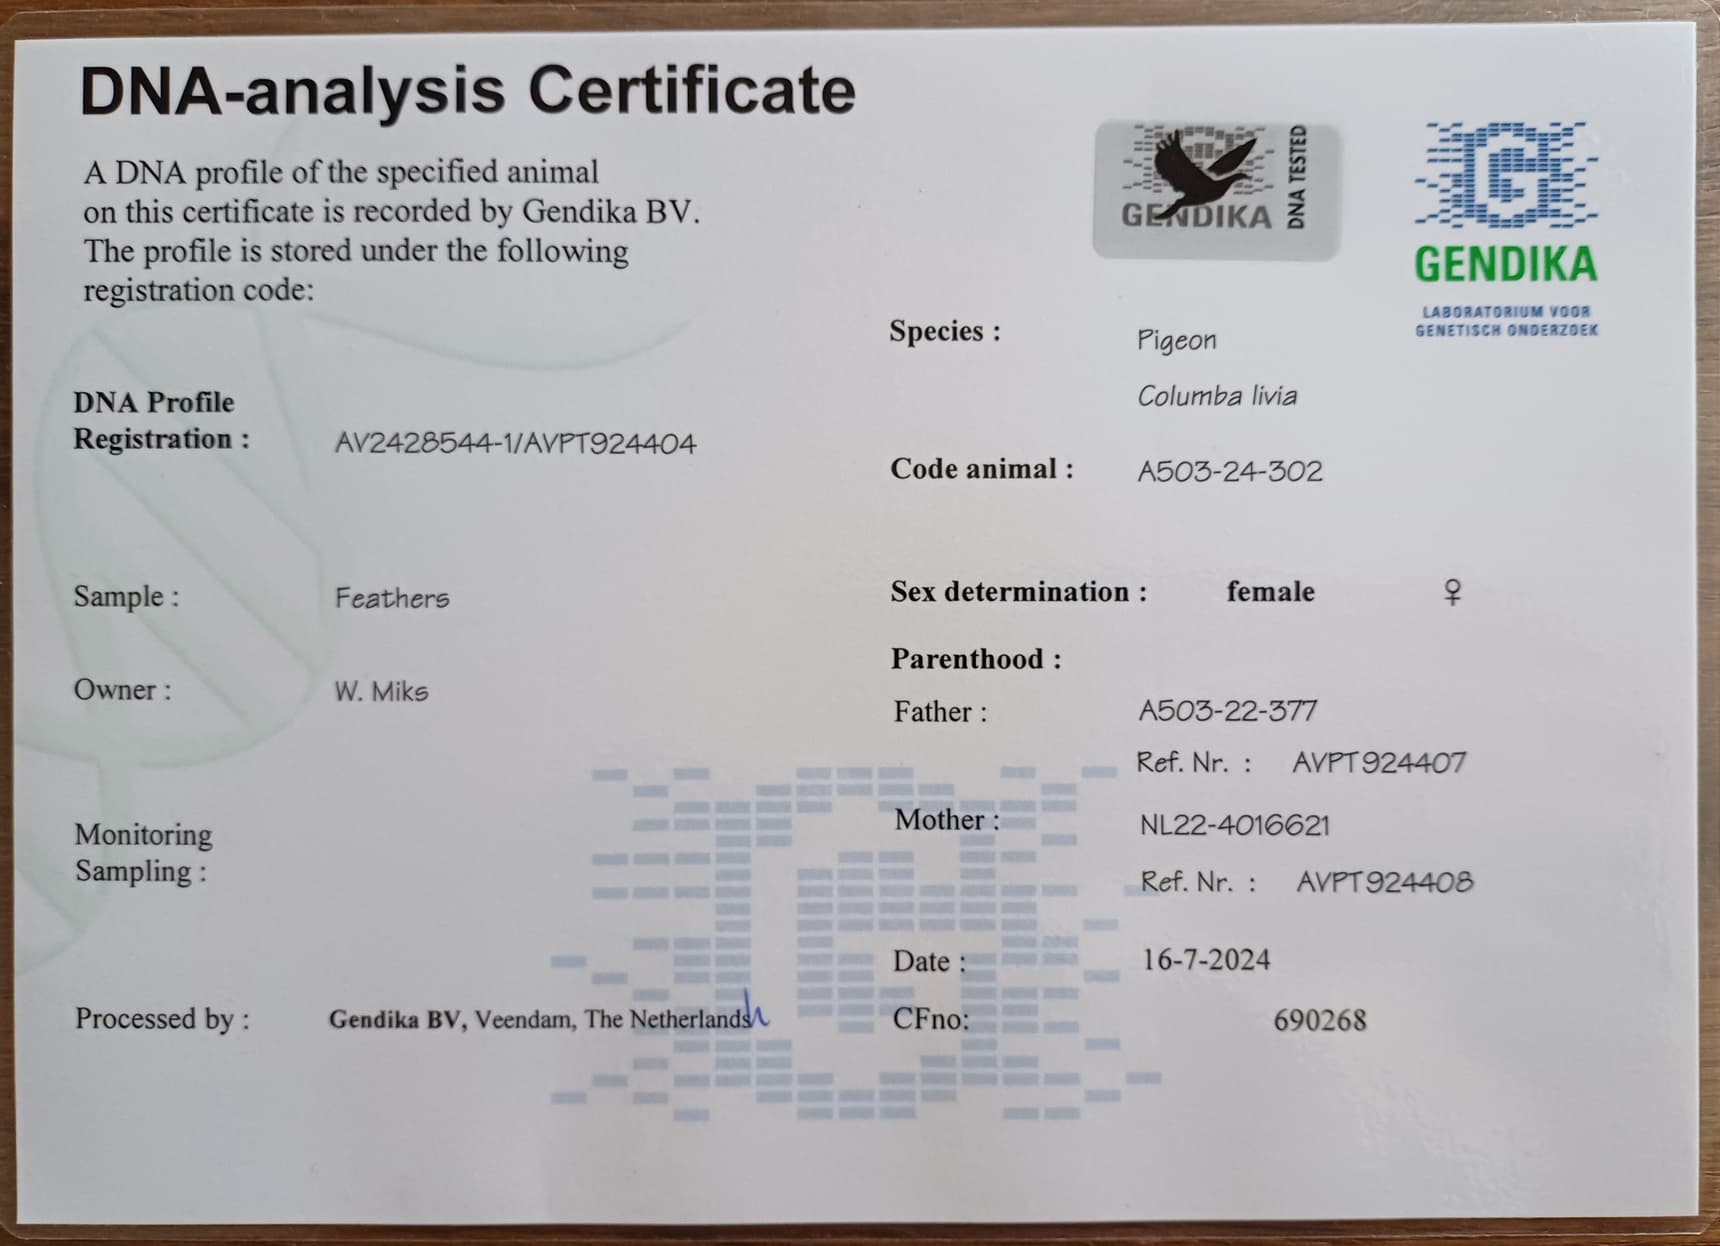 DNA-analysis Certificate
A DNA profile of the specified animal
on this certificate is recorded by Gendika BV.
The profile is stored under the following
registration code:
GENDIKA
DNA TESTED
GENDIKA
LABORATORIUM VOOR
GENETISCH ONDERZOEK
DNA Profile
Registration : AV2428544-1/AVPT924404
Sample : Feathers
Owner : W. Miks
Monitoring
Sampling :
Processed by : Gendika BV, Veendam, The Netherlands
Species : Pigeon
Columba livia
Code animal : A503-24-302
Sex determination : female ♀
Parenthood :
Father : A503-22-377
Ref. Nr. : AVPT924407
Mother : NL22-4016621
Ref. Nr. : AVPT924408
Date : 16-7-2024
CFno: 690268